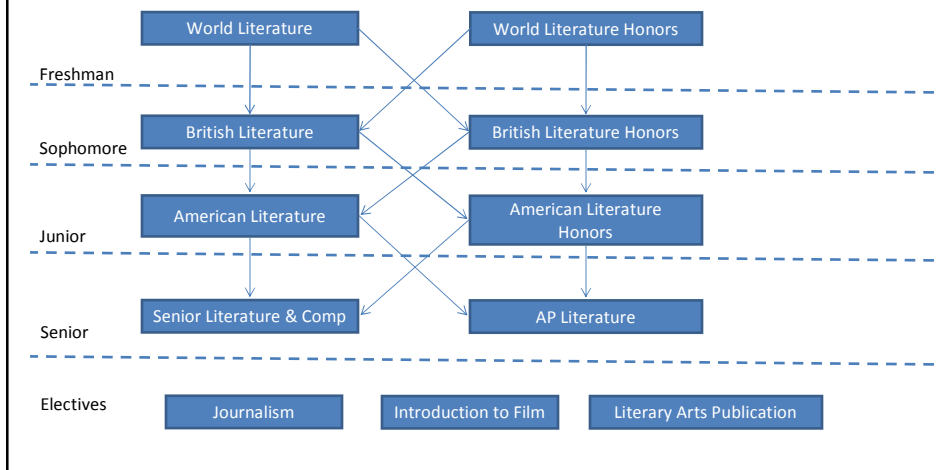 World Literature
World Literature Honors
Freshman
British Literature
British Literature Honors
Sophomore
American Literature
American Literature
Honors
Junior
Senior Literature & Comp
AP Literature
Senior
Electives
Journalism
Introduction to Film
Literary Arts Publication